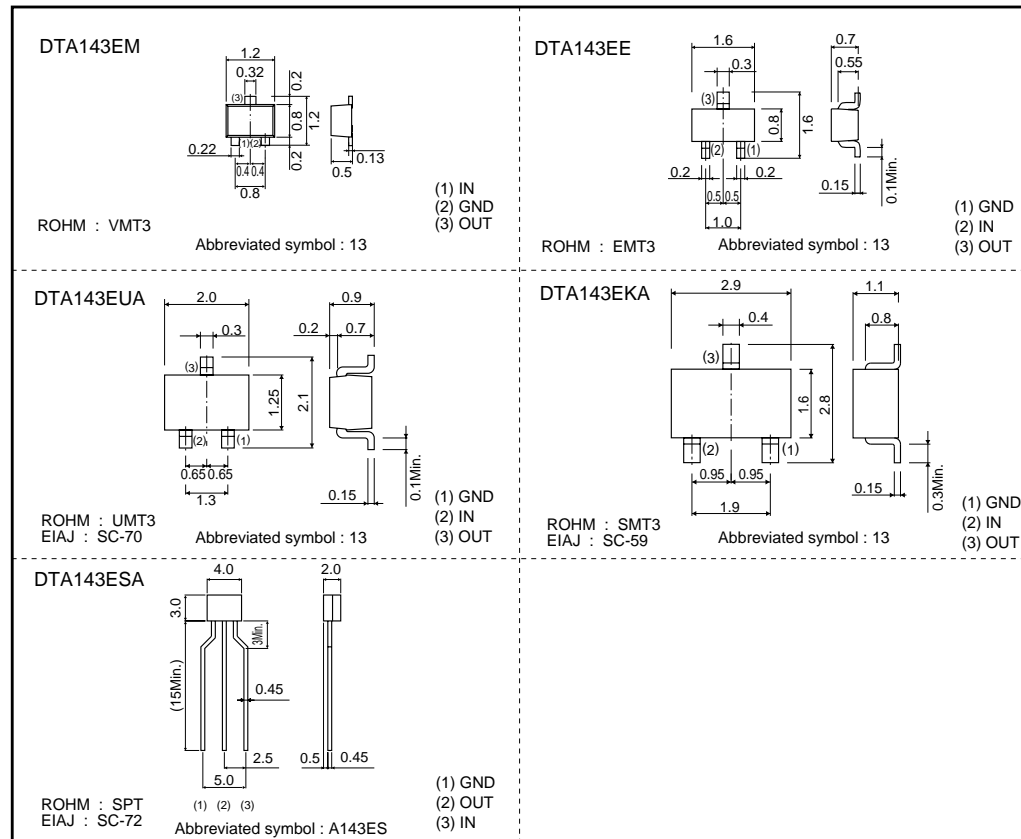 DTA143EM
1.2
0.32
0.2
(3)
0.8
1.2
(1)
(2)
0.22
0.4
0.4
0.2
0.8
0.5
0.13
(1) IN
(2) GND
(3) OUT
ROHM : VMT3
Abbreviated symbol : 13
DTA143EE
1.6
0.3
0.7
0.55
(3)
0.8
1.6
(2)
(1)
0.2
0.2
0.5
0.5
1.0
0.15
0.1Min.
(1) GND
(2) IN
(3) OUT
ROHM : EMT3
Abbreviated symbol : 13
DTA143EUA
2.0
0.3
0.9
0.2
0.7
(3)
1.25
2.1
(2)
(1)
0.65
0.65
1.3
0.15
0.1Min.
(1) GND
(2) IN
(3) OUT
ROHM : UMT3
EIAJ : SC-70
Abbreviated symbol : 13
DTA143EKA
2.9
0.4
1.1
0.8
(3)
1.6
2.8
(2)
(1)
0.95
0.95
1.9
0.15
0.3Min.
(1) GND
(2) IN
(3) OUT
ROHM : SMT3
EIAJ : SC-59
Abbreviated symbol : 13
DTA143ESA
4.0
2.0
3.0
3Min.
(15Min.)
0.45
2.5
0.5
0.45
5.0
(1) (2) (3)
(1) GND
(2) OUT
(3) IN
ROHM : SPT
EIAJ : SC-72
Abbreviated symbol : A143ES